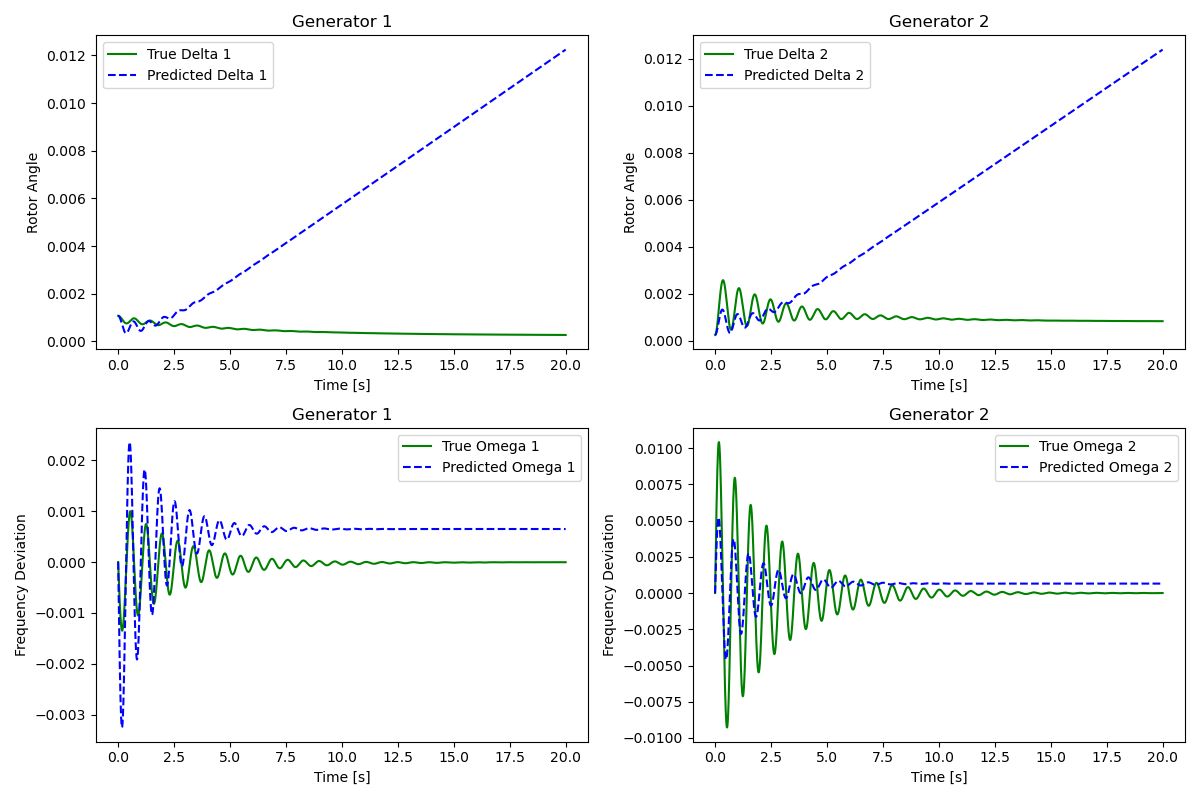 Generator 1
True Delta 1
Predicted Delta 1
0.012
0.010
0.008
0.006
0.004
0.002
0.000
Rotor Angle
0.0 2.5 5.0 7.5 10.0 12.5 15.0 17.5 20.0
Time [s]
Generator 2
True Delta 2
Predicted Delta 2
0.012
0.010
0.008
0.006
0.004
0.002
0.000
Rotor Angle
0.0 2.5 5.0 7.5 10.0 12.5 15.0 17.5 20.0
Time [s]
Generator 1
True Omega 1
Predicted Omega 1
0.002
0.001
0.000
−0.001
−0.002
−0.003
Frequency Deviation
0.0 2.5 5.0 7.5 10.0 12.5 15.0 17.5 20.0
Time [s]
Generator 2
True Omega 2
Predicted Omega 2
0.0100
0.0075
0.0050
0.0025
0.0000
−0.0025
−0.0050
−0.0075
−0.0100
Frequency Deviation
0.0 2.5 5.0 7.5 10.0 12.5 15.0 17.5 20.0
Time [s]